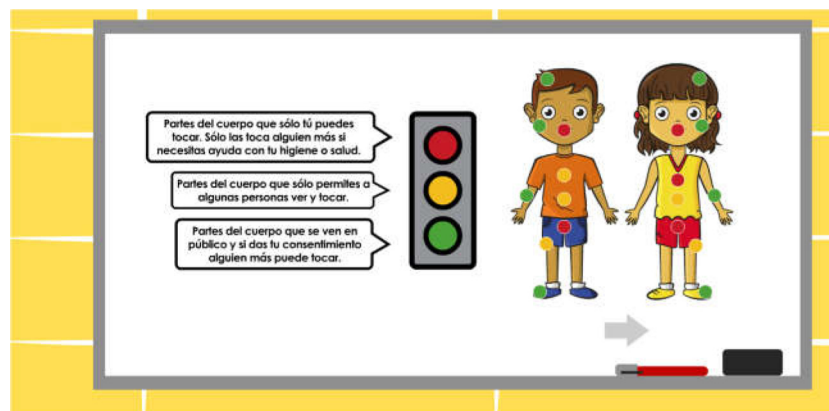 Partes del cuerpo que sólo tú puedes
tocar. Sólo las toca alguien más si
necesitas ayuda con tu higiene o salud.
Partes del cuerpo que sólo permites a
algunas personas ver y tocar.
Partes del cuerpo que se ven en
público y si das tu consentimiento
alguien más puede tocar.